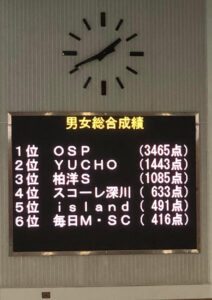 男女総合成績
1位 OSP (3465点)
2位 YUCHO (1443点)
3位 柏洋S (1085点)
4位 スコーレ深川 ( 633点)
5位 island ( 491点)
6位 毎日M・SC ( 416点)